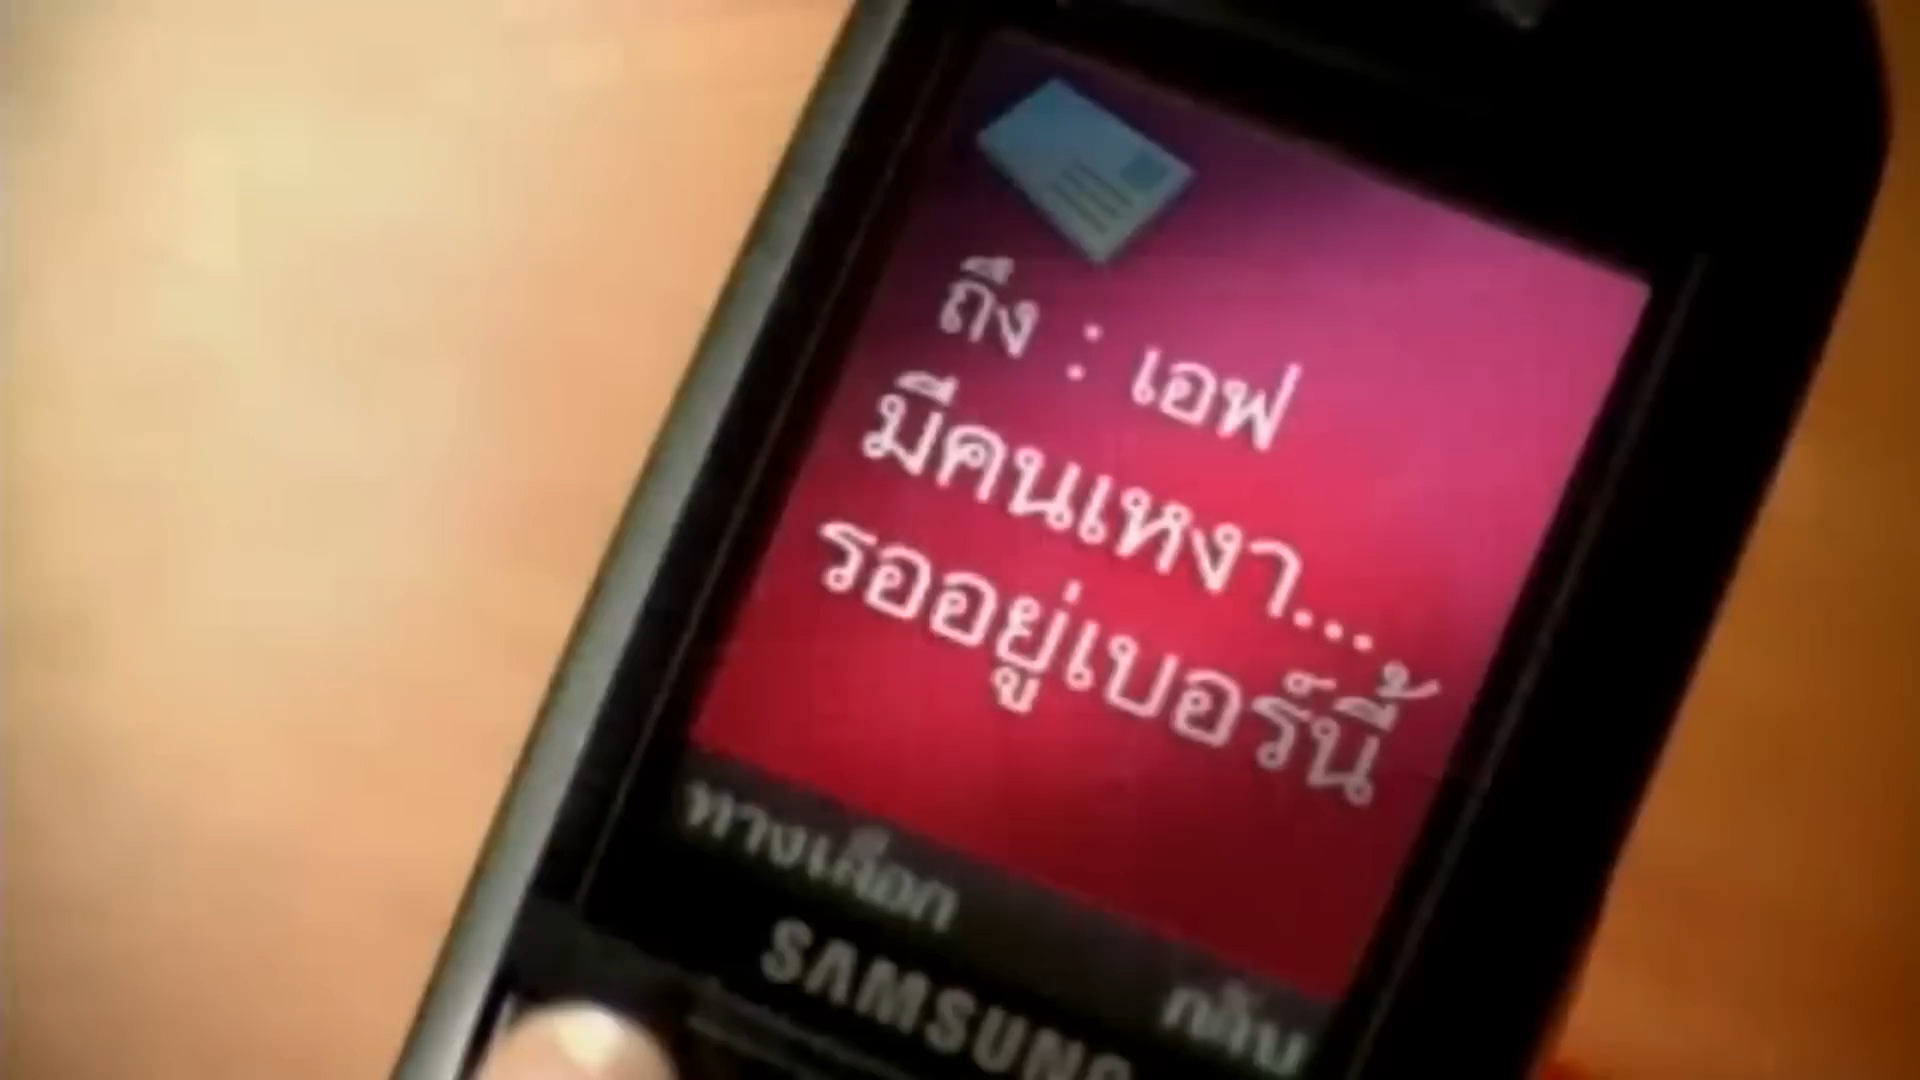 ถึง : เอฟ
มีคนเหงา...
รออยู่เบอร์นี้
ทางเลือก
กลับ
SAMSUNG